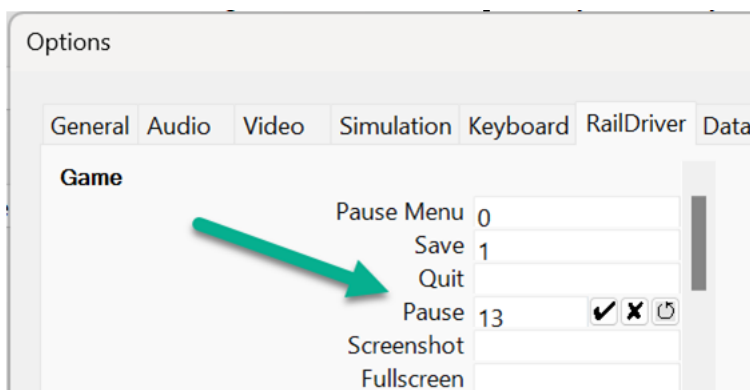 Options
General Audio Video Simulation Keyboard RailDriver Data
Game
Pause Menu 0
Save 1
Quit
Pause 13
Screenshot
Fullscreen